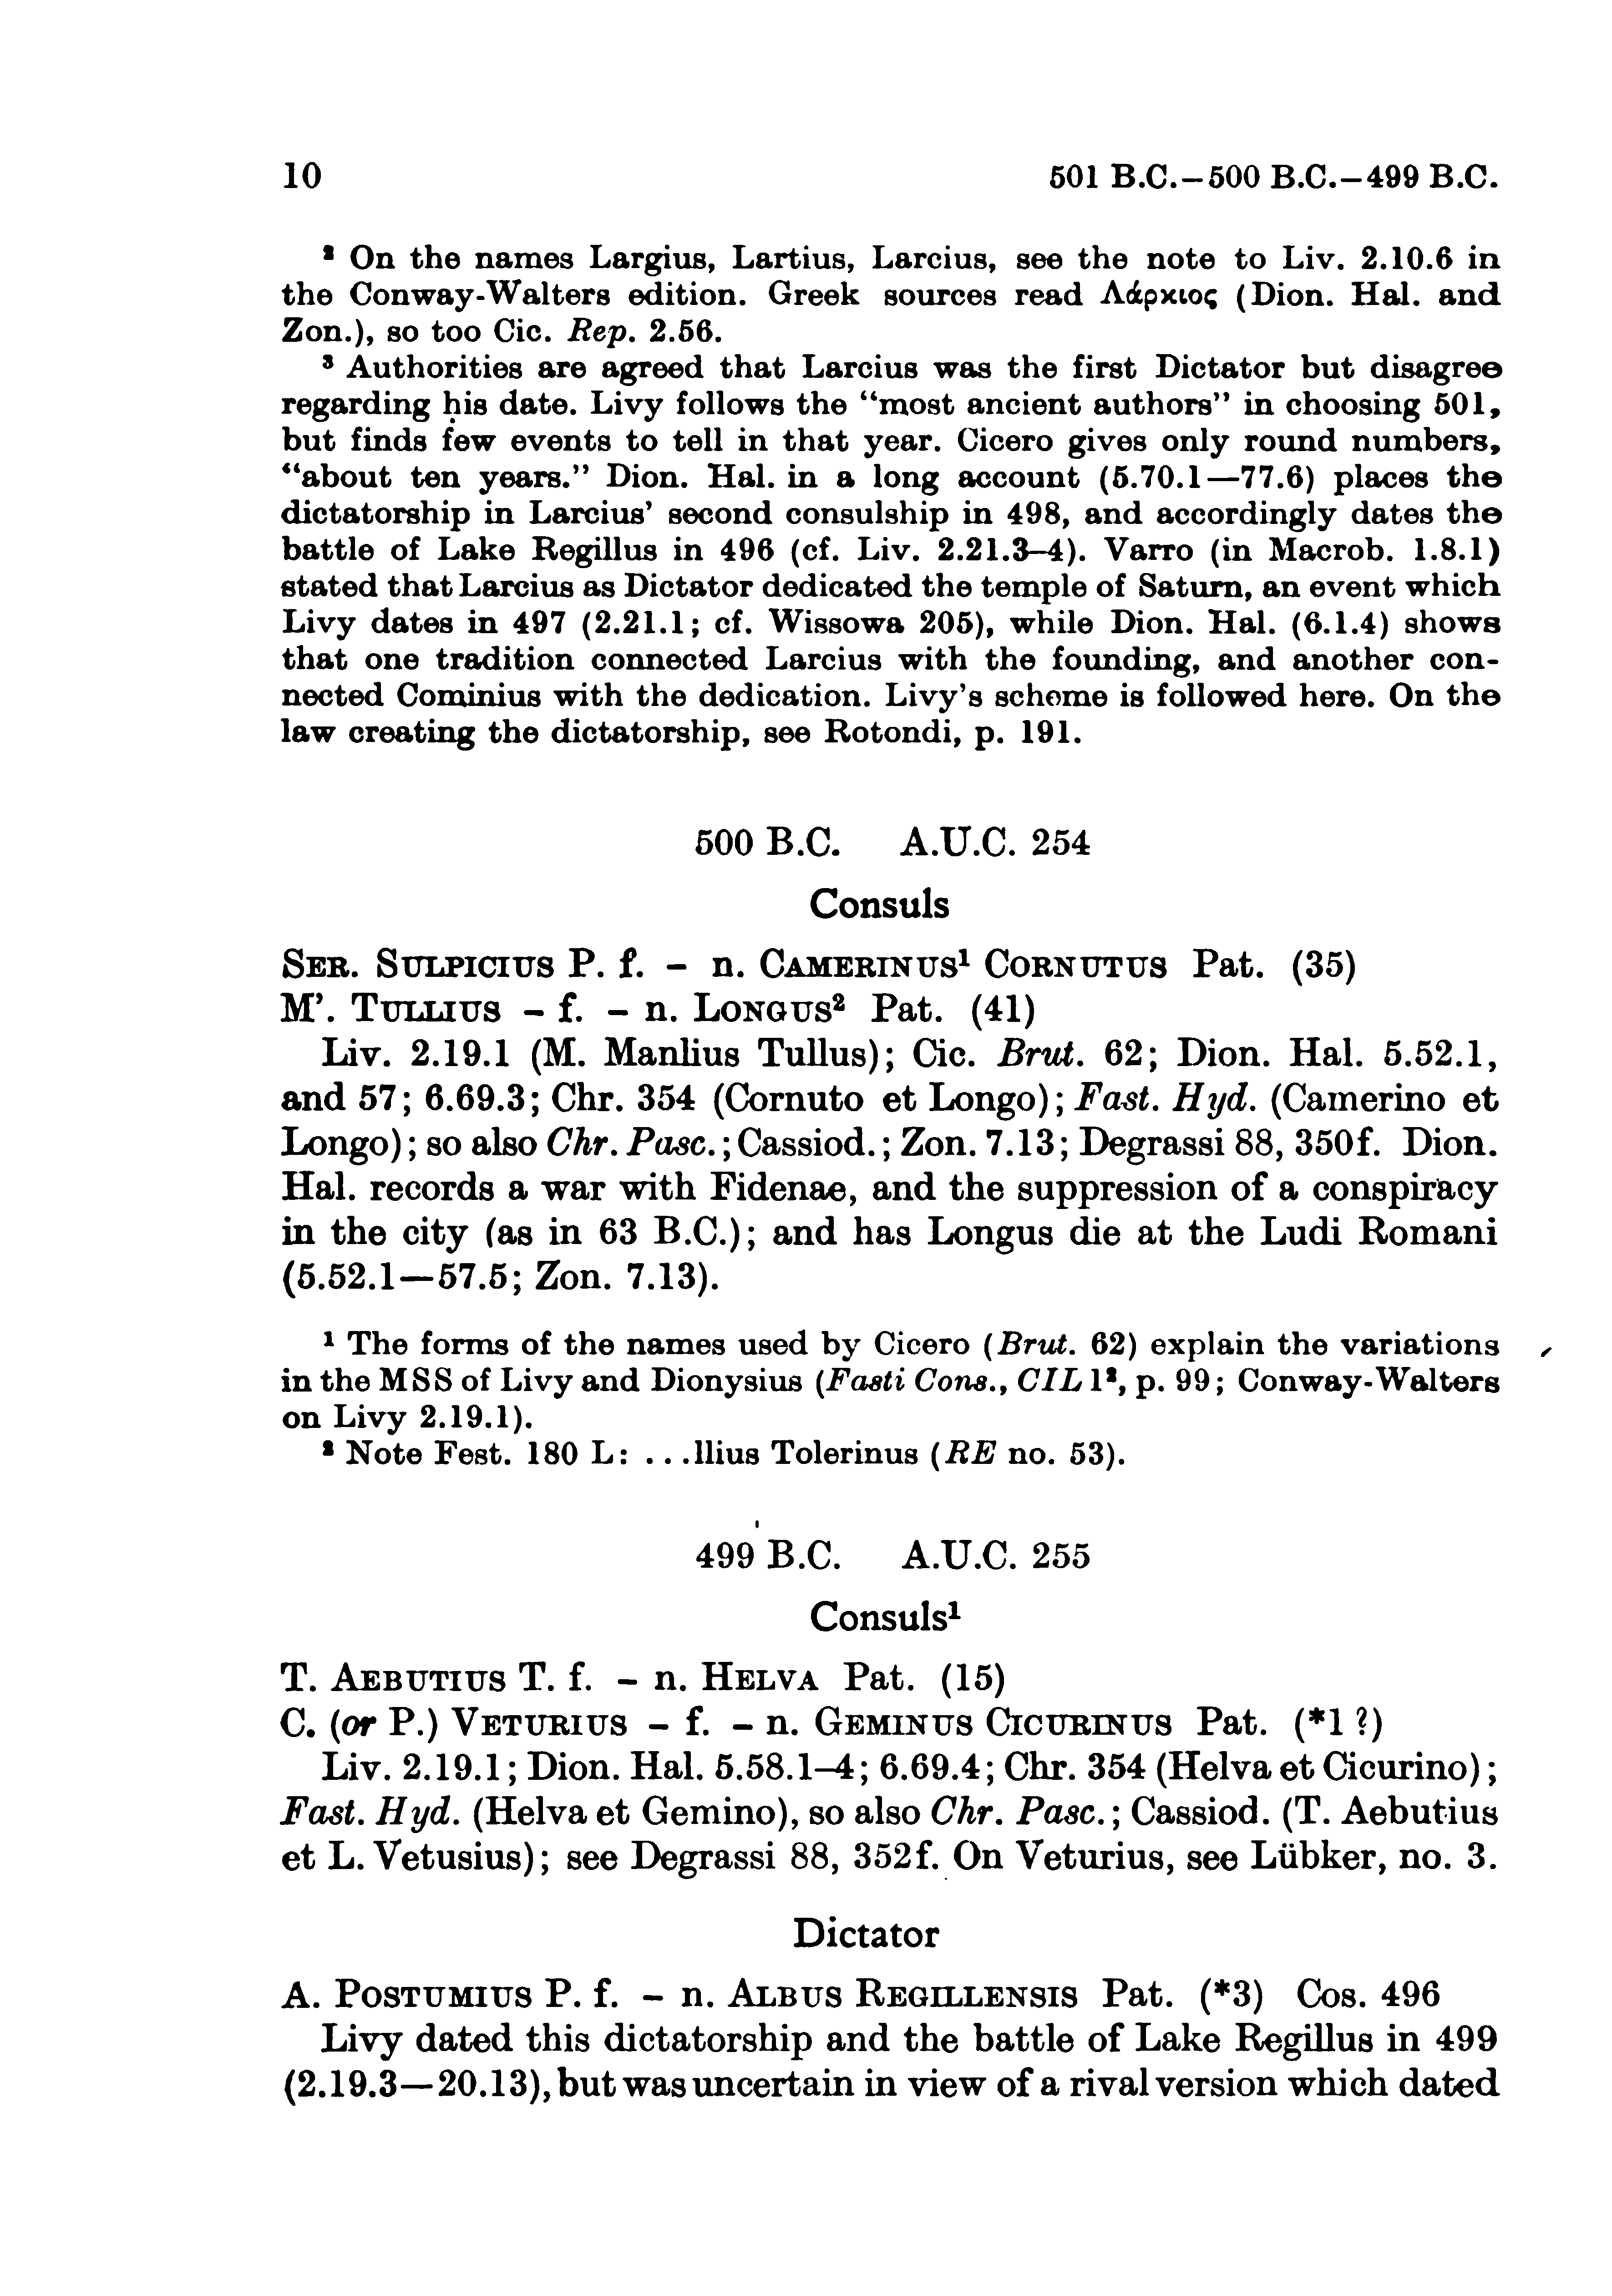 10 501 B.C.–500 B.C.–499 B.C.
² On the names Largius, Lartius, Larcius, see the note to Liv. 2.10.6 in
the Conway-Walters edition. Greek sources read Λάρκιος (Dion. Hal. and
Zon.), so too Cic. Rep. 2.56.
³ Authorities are agreed that Larcius was the first Dictator but disagree
regarding his date. Livy follows the “most ancient authors” in choosing 501,
but finds few events to tell in that year. Cicero gives only round numbers,
“about ten years.” Dion. Hal. in a long account (5.70.1—77.6) places the
dictatorship in Larcius’ second consulship in 498, and accordingly dates the
battle of Lake Regillus in 496 (cf. Liv. 2.21.3–4). Varro (in Macrob. 1.8.1)
stated that Larcius as Dictator dedicated the temple of Saturn, an event which
Livy dates in 497 (2.21.1; cf. Wissowa 205), while Dion. Hal. (6.1.4) shows
that one tradition connected Larcius with the founding, and another con-
nected Cominius with the dedication. Livy’s scheme is followed here. On the
law creating the dictatorship, see Rotondi, p. 191.
500 B.C. A.U.C. 254
Consuls
SER. SULPICIUS P. f. – n. CAMERINUS¹ CORNUTUS Pat. (35)
M’. TULLIUS – f. – n. LONGUS² Pat. (41)
Liv. 2.19.1 (M. Manlius Tullus); Cic. Brut. 62; Dion. Hal. 5.52.1,
and 57; 6.69.3; Chr. 354 (Cornuto et Longo); Fast. Hyd. (Camerino et
Longo); so also Chr. Pasc.; Cassiod.; Zon. 7.13; Degrassi 88, 350f. Dion.
Hal. records a war with Fidenae, and the suppression of a conspiracy
in the city (as in 63 B.C.); and has Longus die at the Ludi Romani
(5.52.1—57.5; Zon. 7.13).
¹ The forms of the names used by Cicero (Brut. 62) explain the variations
in the MSS of Livy and Dionysius (Fasti Cons., CIL 1², p. 99; Conway-Walters
on Livy 2.19.1).
² Note Fest. 180 L: ...llius Tolerinus (RE no. 53).
499 B.C. A.U.C. 255
Consuls¹
T. AEBUTIUS T. f. – n. HELVA Pat. (15)
C. (or P.) VETURIUS – f. – n. GEMINUS CICURINUS Pat. (*1 ?)
Liv. 2.19.1; Dion. Hal. 5.58.1–4; 6.69.4; Chr. 354 (Helva et Cicurino);
Fast. Hyd. (Helva et Gemino), so also Chr. Pasc.; Cassiod. (T. Aebutius
et L. Vetusius); see Degrassi 88, 352f. On Veturius, see Lübker, no. 3.
Dictator
A. POSTUMIUS P. f. – n. ALBUS REGILLENSIS Pat. (*3) Cos. 496
Livy dated this dictatorship and the battle of Lake Regillus in 499
(2.19.3—20.13), but was uncertain in view of a rival version which dated